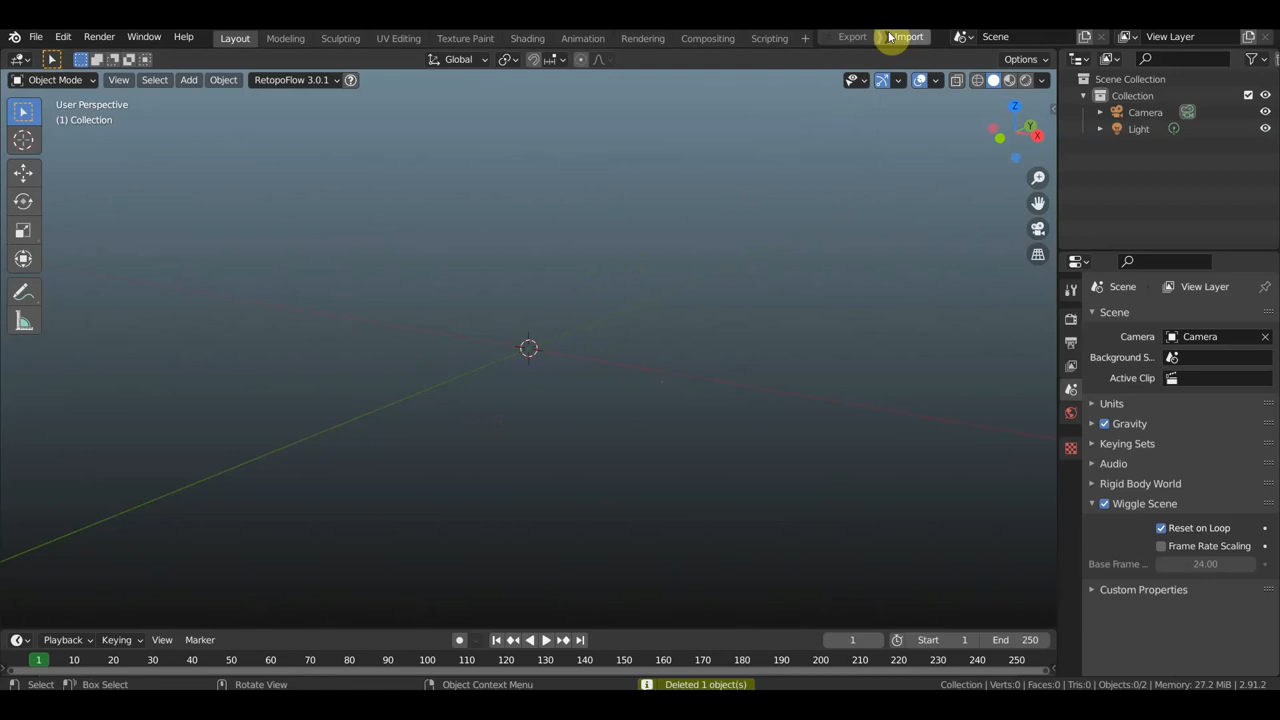 File Edit Render Window Help Layout Modeling Sculpting UV Editing Texture Paint Shading Animation Rendering Compositing Scripting + Export Import Scene View Layer
Global Options
Object Mode View Select Add Object RetopoFlow 3.0.1
User Perspective
(1) Collection
Z
Y
X
Scene Collection
Collection
Camera
Light
Scene View Layer
Scene
Camera Camera
Background S...
Active Clip
Units
Gravity
Keying Sets
Audio
Rigid Body World
Wiggle Scene
Reset on Loop
Frame Rate Scaling
Base Frame ... 24.00
Custom Properties
Playback Keying View Marker 1 Start 1 End 250
1 10 20 30 40 50 60 70 80 90 100 110 120 130 140 150 160 170 180 190 200 210 220 230 240 250
Select Box Select Rotate View Object Context Menu Deleted 1 object(s) Collection | Verts:0 | Faces:0 | Tris:0 | Objects:0/2 | Memory: 27.2 MiB | 2.91.2